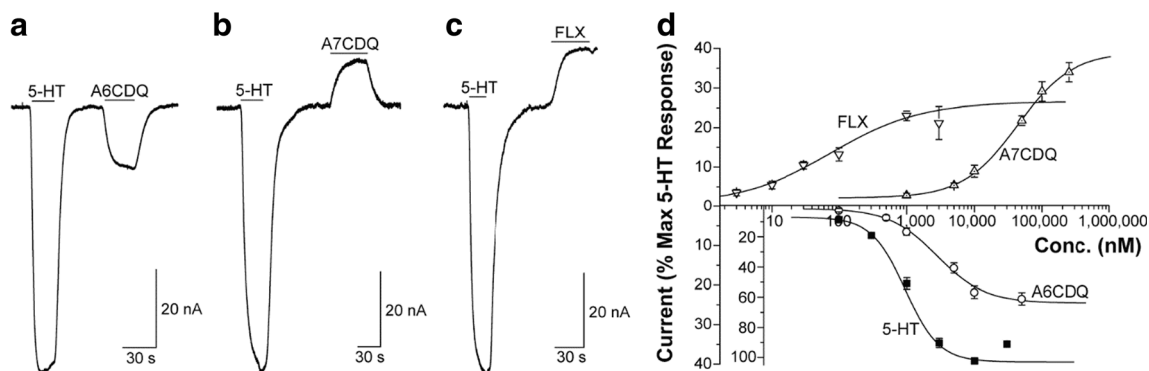 a
5-HT
A6CDQ
20 nA
30 s
b
5-HT
A7CDQ
20 nA
30 s
c
5-HT
FLX
20 nA
30 s
d
Current (% Max 5-HT Response)
40
30
20
10
0
10
20
30
40
20
40
60
80
100
10
100
1,000
10,000
100,000
1,000,000
Conc. (nM)
FLX
A7CDQ
A6CDQ
5-HT